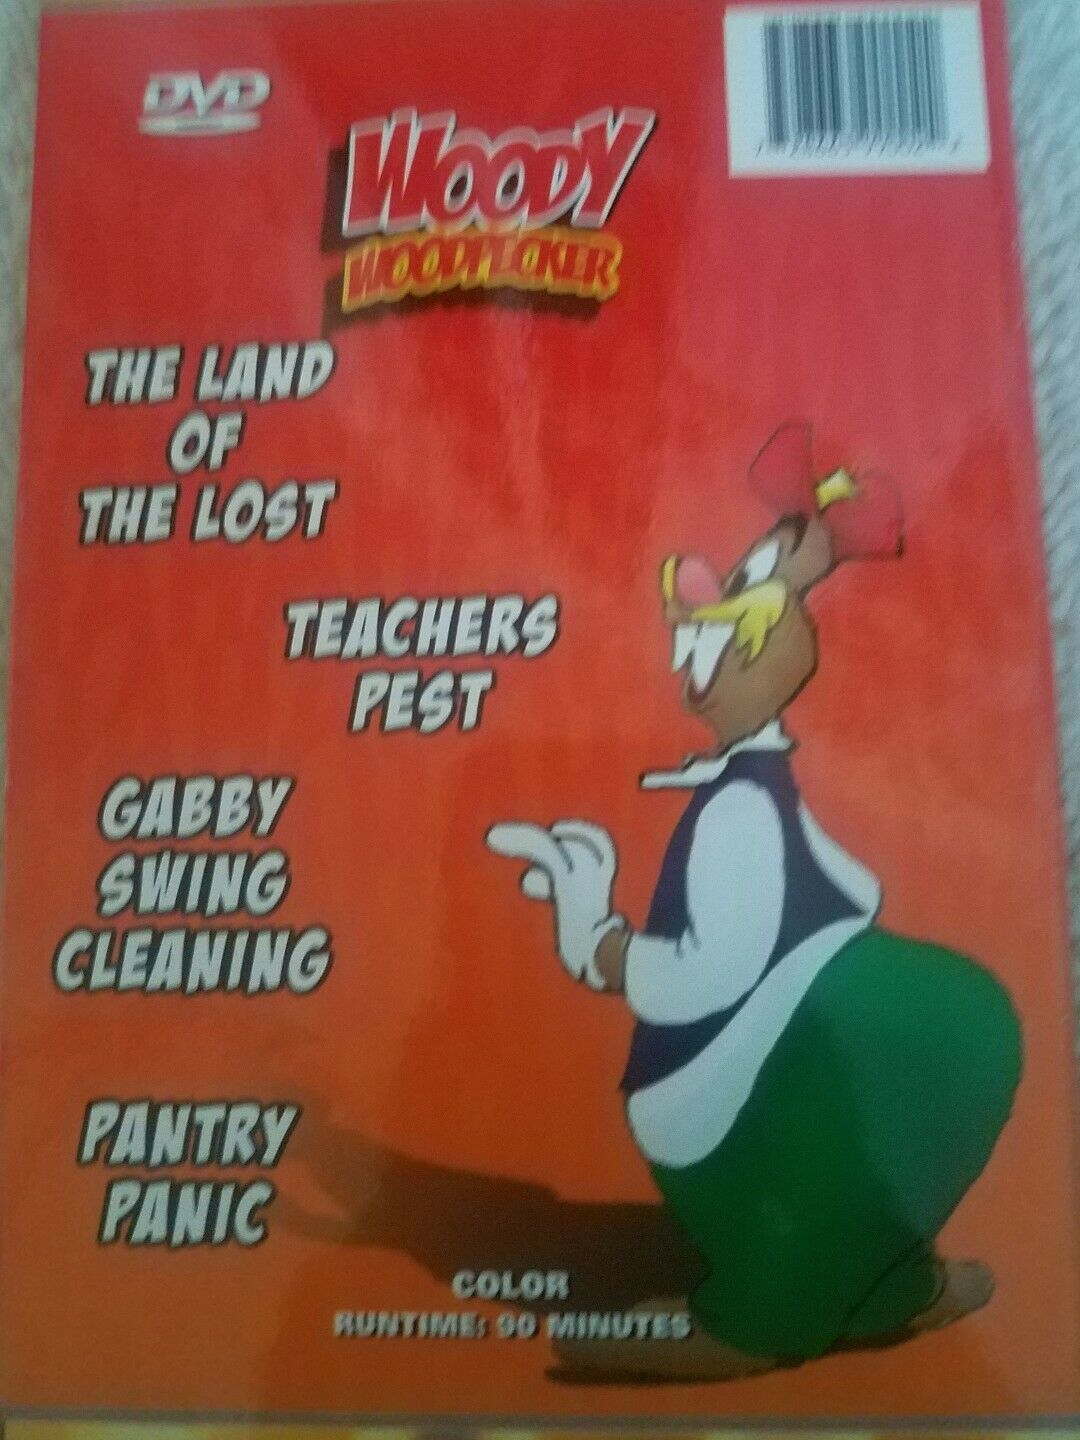 DVD
WOODY
WOODPECKER
THE LAND
OF
THE LOST
TEACHERS
PEST
GABBY
SWING
CLEANING
PANTRY
PANIC
COLOR
RUNTIME: 90 MINUTES